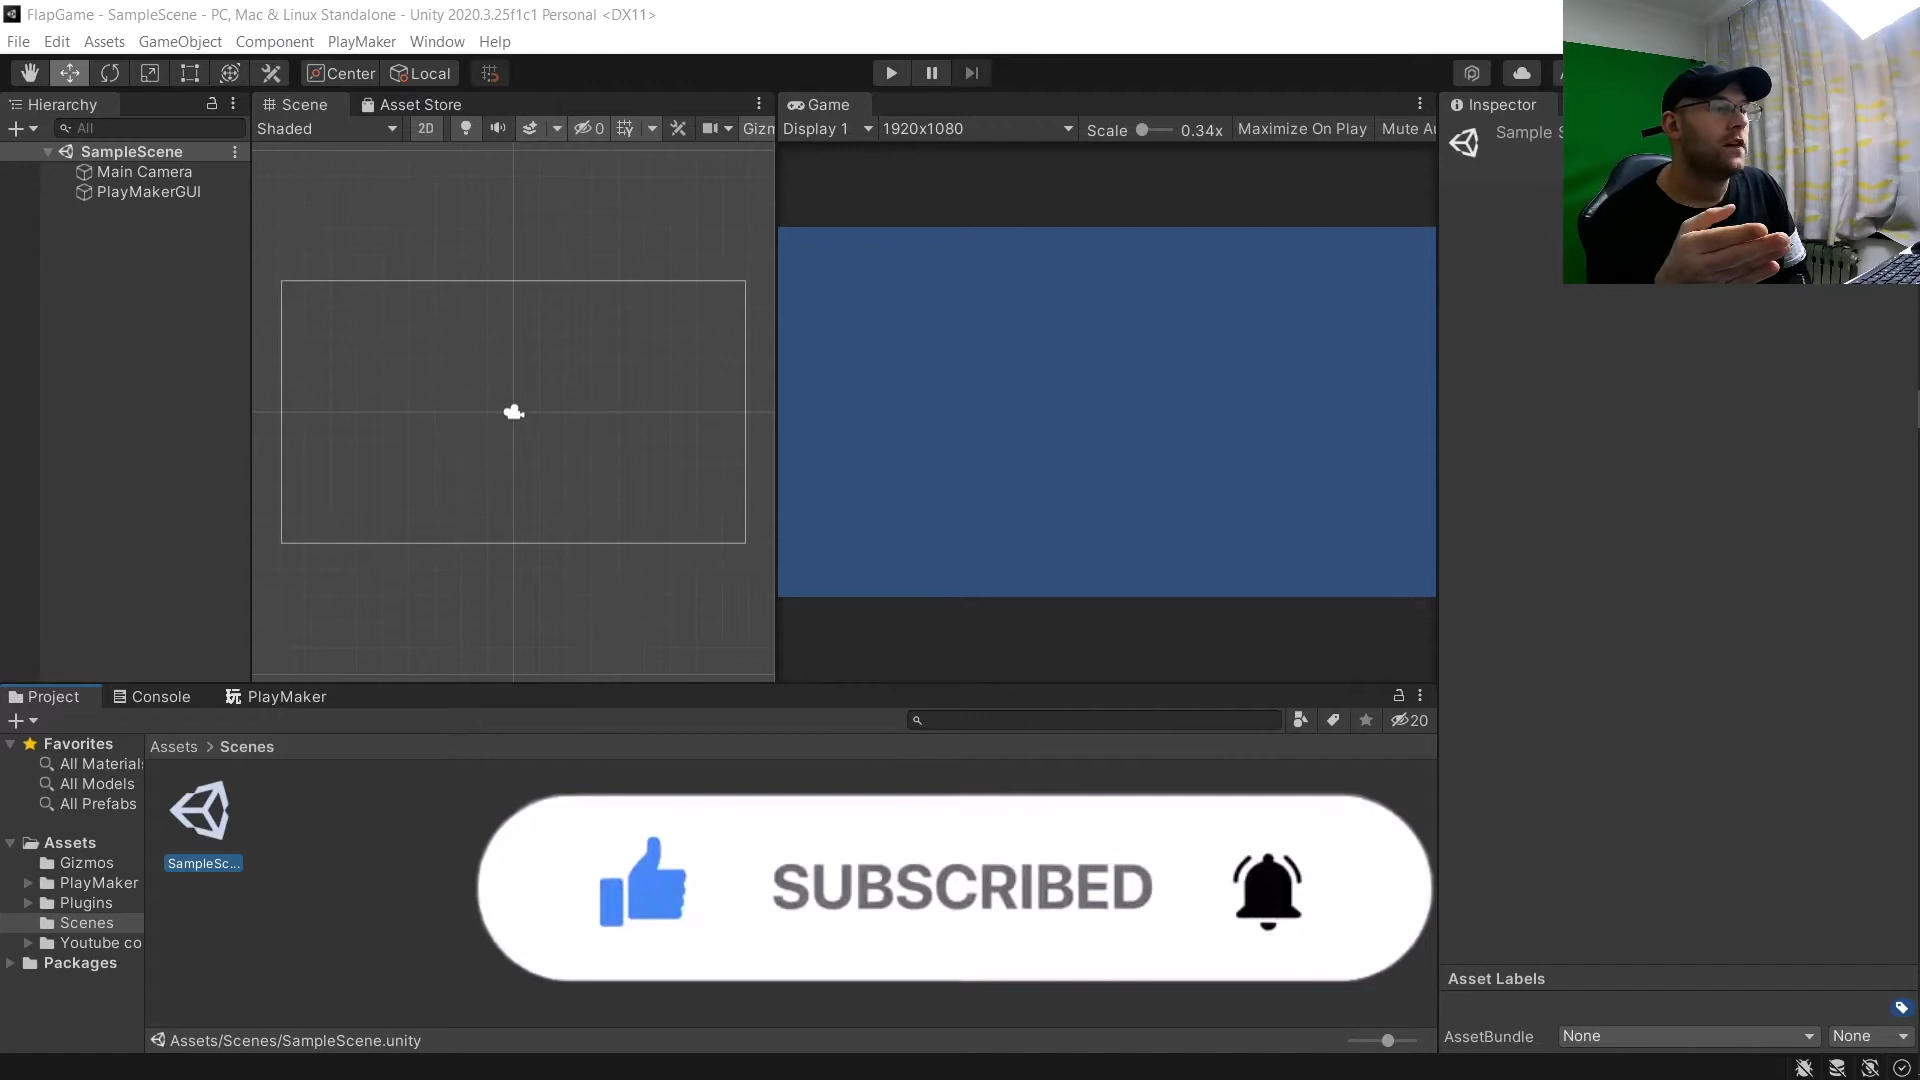 FlapGame - SampleScene - PC, Mac & Linux Standalone - Unity 2020.3.25f1c1 Personal <DX11>
File Edit Assets GameObject Component PlayMaker Window Help
Center Local
Hierarchy
All
SampleScene
Main Camera
PlayMakerGUI
Scene Asset Store
Shaded 2D 0 Gizm
Game
Display 1 1920x1080 Scale 0.34x Maximize On Play Mute Au
Inspector
Sample S
Project Console PlayMaker
20
Favorites
All Material
All Models
All Prefabs
Assets
Gizmos
PlayMaker
Plugins
Scenes
Youtube co
Packages
Assets > Scenes
SampleSc...
SUBSCRIBED
Assets/Scenes/SampleScene.unity
Asset Labels
AssetBundle None None